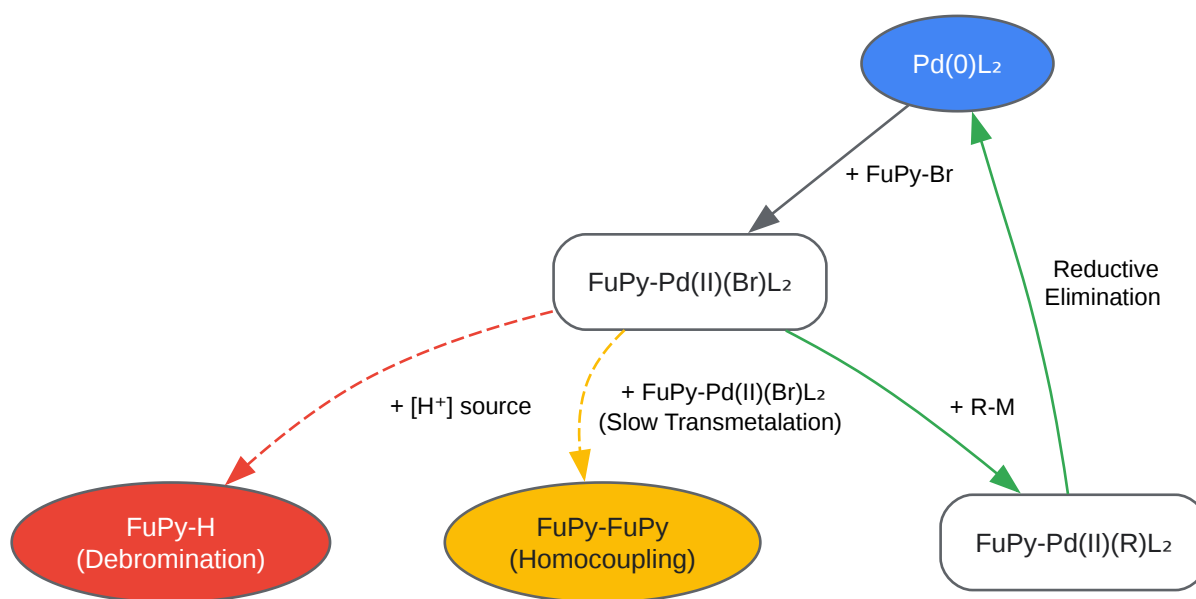 Pd(0)L₂
+ FuPy-Br
FuPy-Pd(II)(Br)L₂
Reductive
Elimination
+ [H⁺] source
+ FuPy-Pd(II)(Br)L₂
(Slow Transmetalation)
+ R-M
FuPy-H
(Debromination)
FuPy-FuPy
(Homocoupling)
FuPy-Pd(II)(R)L₂